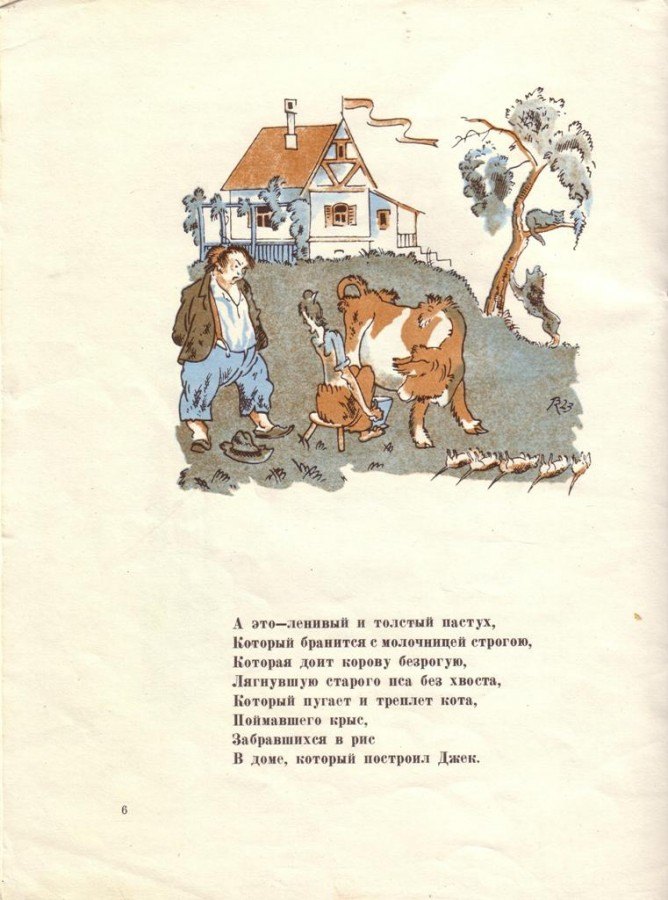 А это—ленивый и толстый пастух,
Который бранится с молочницей строгою,
Которая доит корову безрогую,
Лягнувшую старого пса без хвоста,
Который пугает и треплет кота,
Поймавшего крыс,
Забравшихся в рис
В доме, который построил Джек.
6